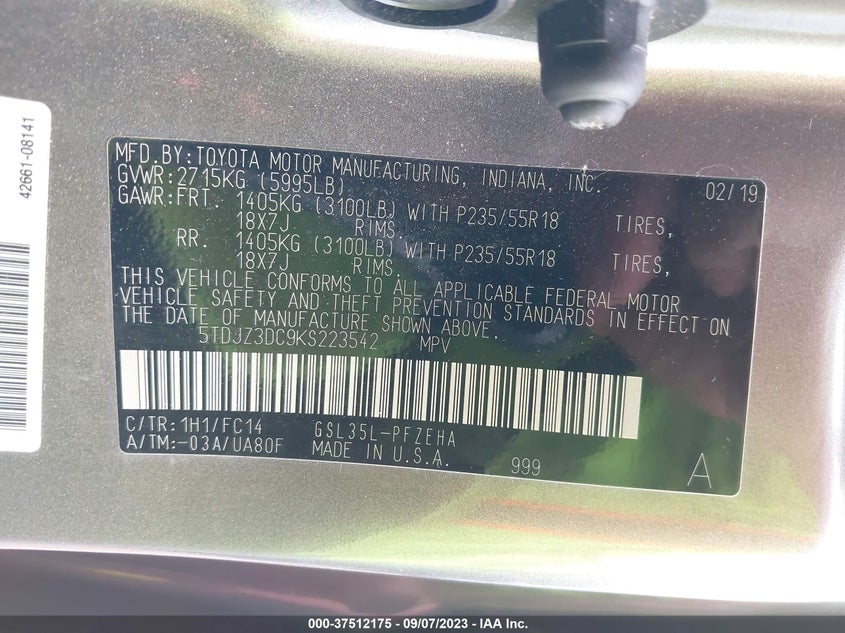 42661-08141
MFD.BY:TOYOTA MOTOR MANUFACTURING, INDIANA, INC. 02/19
GVWR:2715KG (5995LB)
GAWR:FRT. 1405KG (3100LB) WITH P235/55R18 TIRES,
18X7J RIMS.
RR. 1405KG (3100LB) WITH P235/55R18 TIRES,
18X7J RIMS.
THIS VEHICLE CONFORMS TO ALL APPLICABLE FEDERAL MOTOR
VEHICLE SAFETY AND THEFT PREVENTION STANDARDS IN EFFECT ON
THE DATE OF MANUFACTURE SHOWN ABOVE.
5TDJZ3DC9KS223542 MPV
C/TR:1H1/FC14 GSL35L-PFZEHA
A/TM:-03A/UA80F MADE IN U.S.A. 999 A
000-37512175 - 09/07/2023 - IAA Inc.